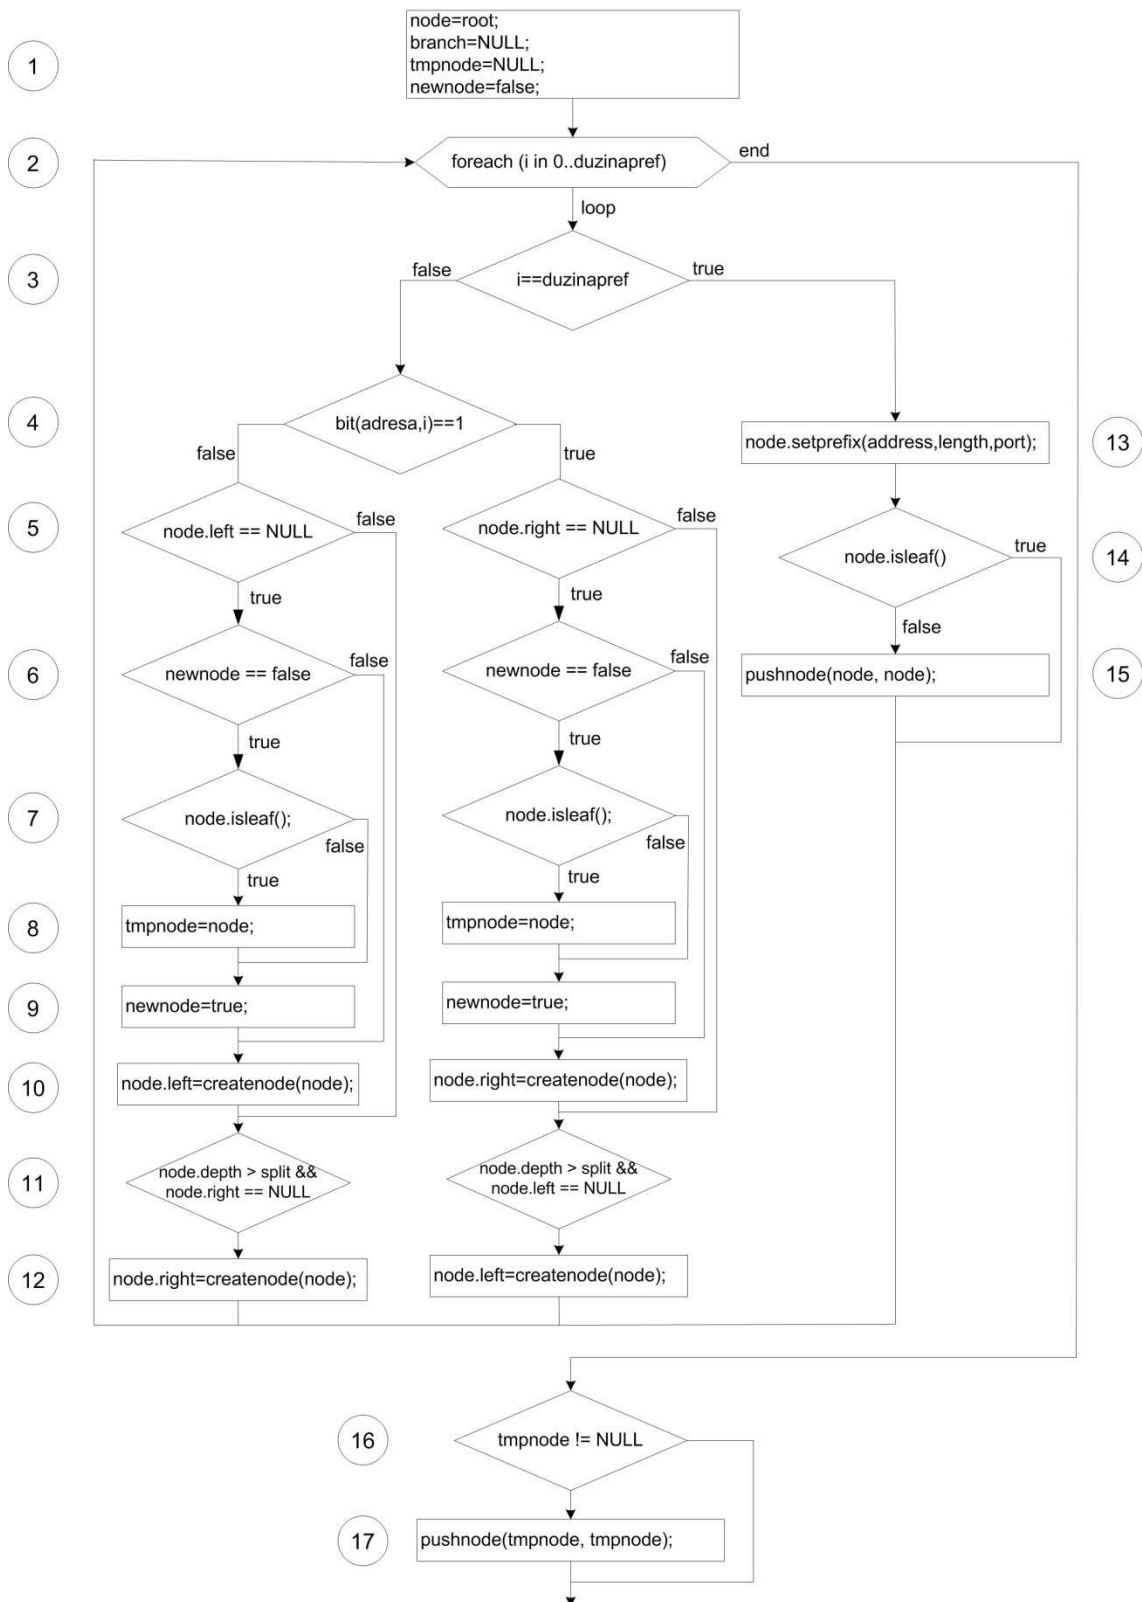 node=root;
branch=NULL;
tmpnode=NULL;
newnode=false;
1
2
foreach (i in 0..duzinapref)
end
loop
3
false
i==duzinapref
true
4
bit(adresa,i)==1
false
true
node.setprefix(address,length,port);
13
5
node.left == NULL
false
node.right == NULL
false
node.isleaf()
true
14
true
true
false
6
newnode == false
false
newnode == false
false
pushnode(node, node);
15
true
true
7
node.isleaf();
false
node.isleaf();
false
true
true
8
tmpnode=node;
tmpnode=node;
9
newnode=true;
newnode=true;
10
node.left=createnode(node);
node.right=createnode(node);
11
node.depth > split &&
node.right == NULL
node.depth > split &&
node.left == NULL
12
node.right=createnode(node);
node.left=createnode(node);
16
tmpnode != NULL
17
pushnode(tmpnode, tmpnode);